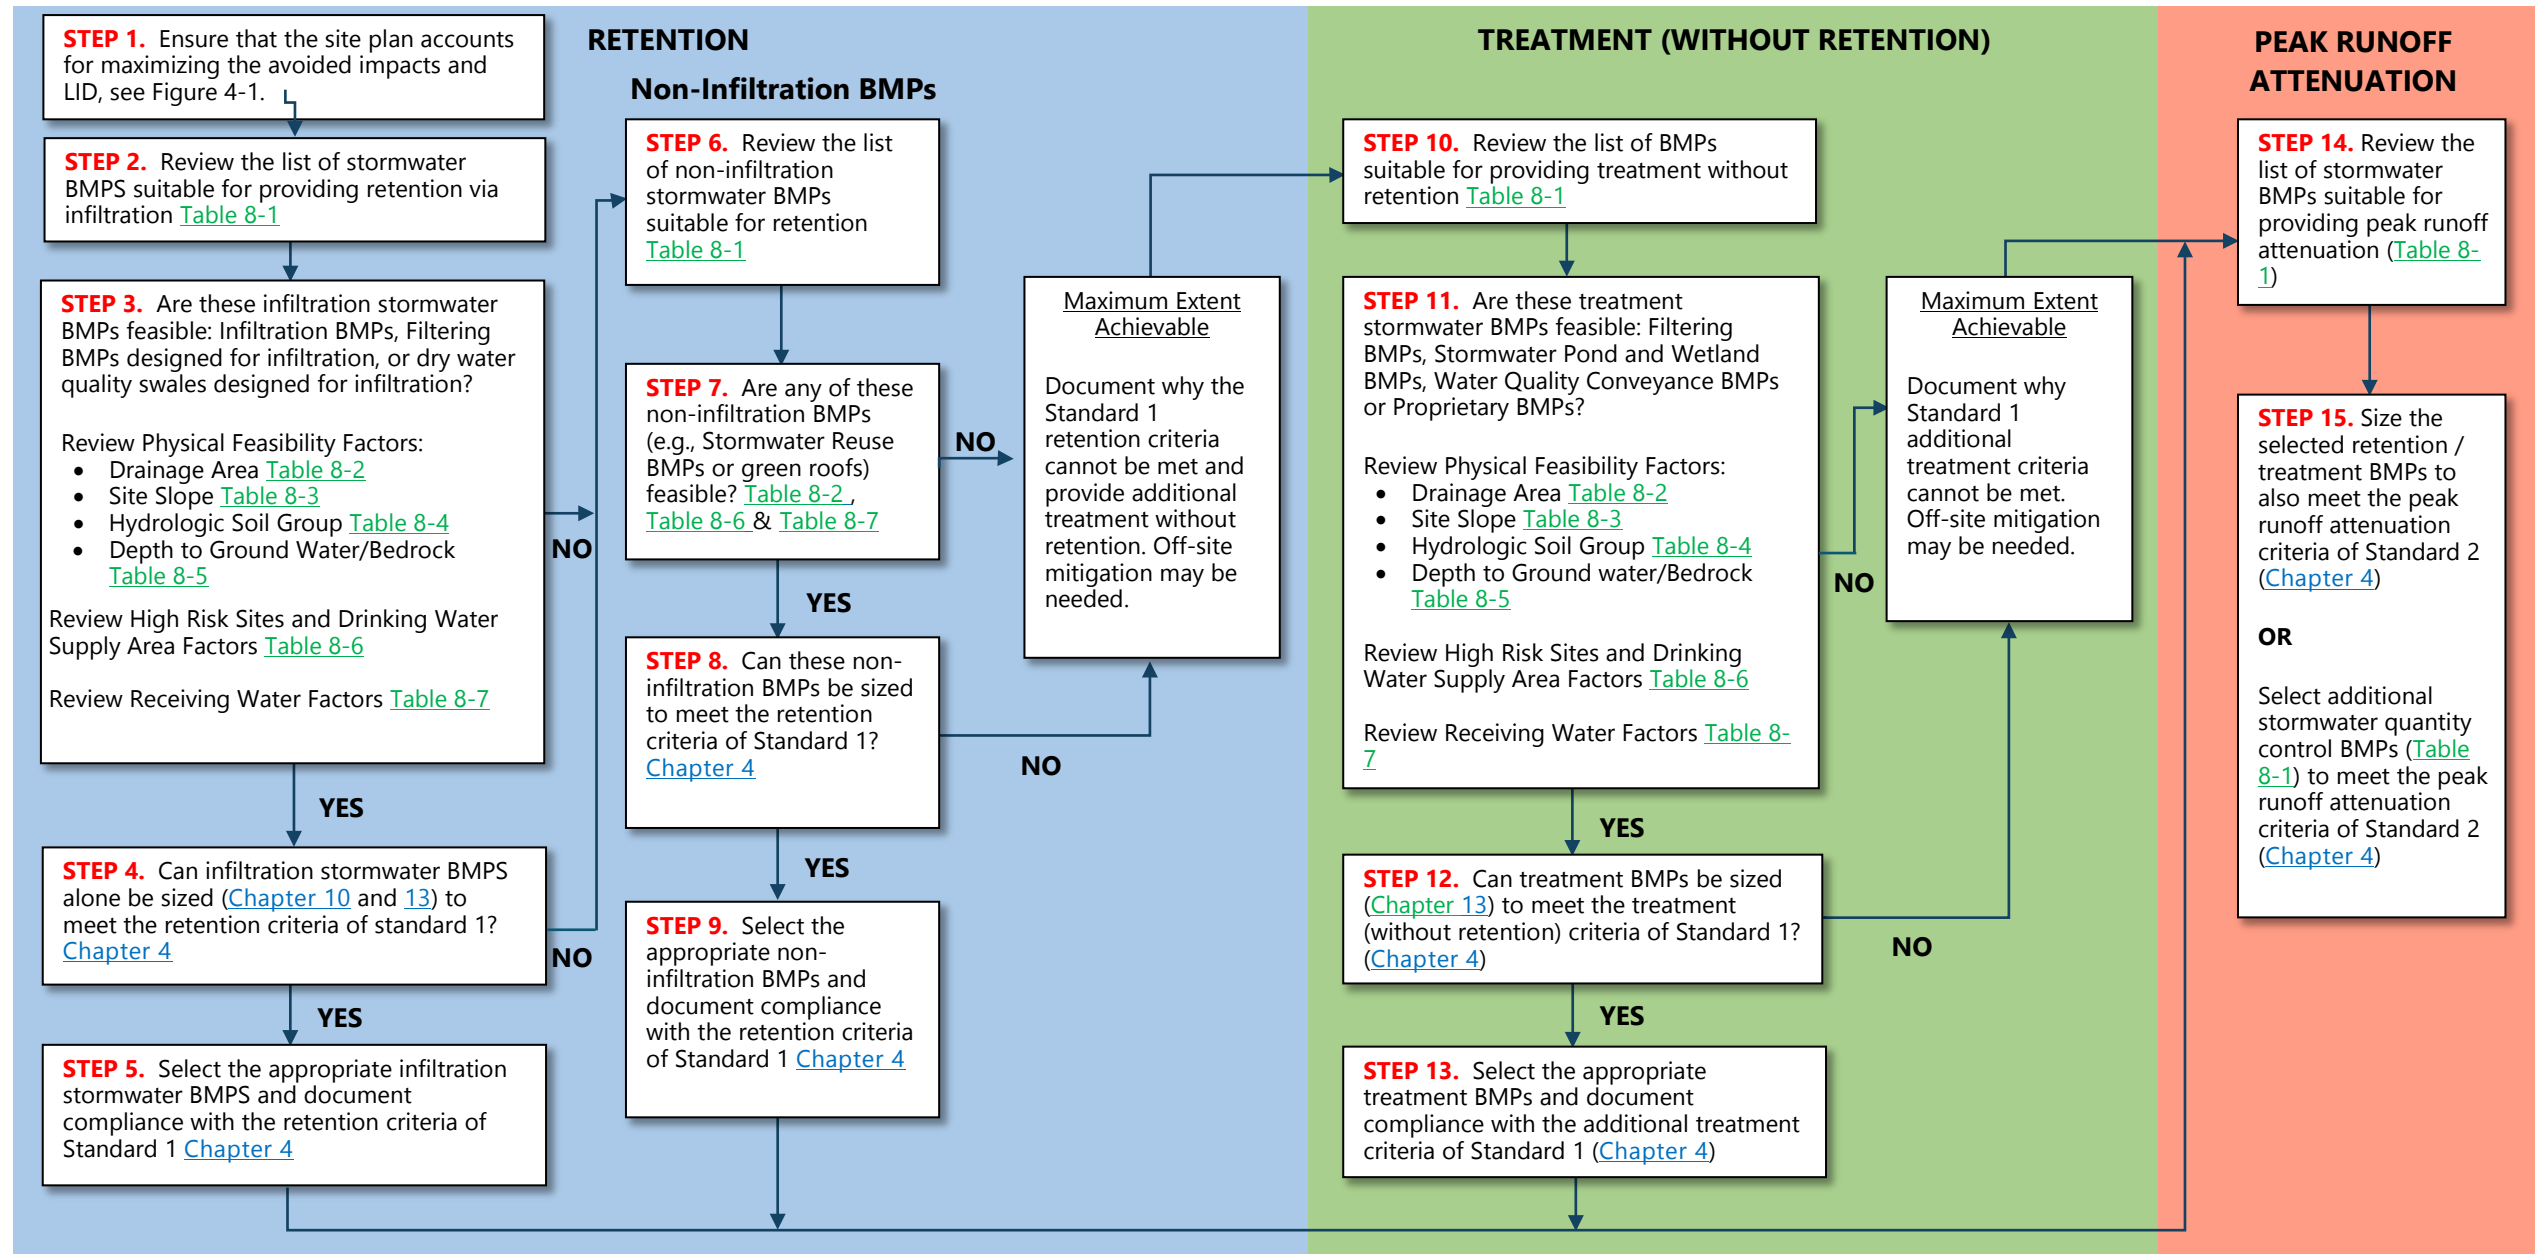 RETENTION
STEP 1. Ensure that the site plan accounts
for maximizing the avoided impacts and
LID, see Figure 4-1.
STEP 2. Review the list of stormwater
BMPS suitable for providing retention via
infiltration Table 8-1
STEP 3. Are these infiltration stormwater
BMPs feasible: Infiltration BMPs, Filtering
BMPs designed for infiltration, or dry water
quality swales designed for infiltration?
Review Physical Feasibility Factors:
• Drainage Area Table 8-2
• Site Slope Table 8-3
• Hydrologic Soil Group Table 8-4
• Depth to Ground Water/Bedrock
Table 8-5
Review High Risk Sites and Drinking Water
Supply Area Factors Table 8-6
Review Receiving Water Factors Table 8-7
NO
YES
STEP 4. Can infiltration stormwater BMPS
alone be sized (Chapter 10 and 13) to
meet the retention criteria of standard 1?
Chapter 4
NO
YES
STEP 5. Select the appropriate infiltration
stormwater BMPS and document
compliance with the retention criteria of
Standard 1 Chapter 4
Non-Infiltration BMPs
STEP 6. Review the list
of non-infiltration
stormwater BMPs
suitable for retention
Table 8-1
STEP 7. Are any of these
non-infiltration BMPs
(e.g., Stormwater Reuse
BMPs or green roofs)
feasible? Table 8-2 ,
Table 8-6 & Table 8-7
NO
YES
STEP 8. Can these non-
infiltration BMPs be sized
to meet the retention
criteria of Standard 1?
Chapter 4
NO
YES
STEP 9. Select the
appropriate non-
infiltration BMPs and
document compliance
with the retention criteria
of Standard 1 Chapter 4
Maximum Extent
Achievable
Document why the
Standard 1
retention criteria
cannot be met and
provide additional
treatment without
retention. Off-site
mitigation may be
needed.
TREATMENT (WITHOUT RETENTION)
STEP 10. Review the list of BMPs
suitable for providing treatment without
retention Table 8-1
STEP 11. Are these treatment
stormwater BMPs feasible: Filtering
BMPs, Stormwater Pond and Wetland
BMPs, Water Quality Conveyance BMPs
or Proprietary BMPs?
Review Physical Feasibility Factors:
• Drainage Area Table 8-2
• Site Slope Table 8-3
• Hydrologic Soil Group Table 8-4
• Depth to Ground water/Bedrock
Table 8-5
Review High Risk Sites and Drinking
Water Supply Area Factors Table 8-6
Review Receiving Water Factors Table 8-
7
NO
YES
STEP 12. Can treatment BMPs be sized
(Chapter 13) to meet the treatment
(without retention) criteria of Standard 1?
(Chapter 4)
NO
YES
STEP 13. Select the appropriate
treatment BMPs and document
compliance with the additional treatment
criteria of Standard 1 (Chapter 4)
Maximum Extent
Achievable
Document why
Standard 1
additional
treatment criteria
cannot be met.
Off-site mitigation
may be needed.
PEAK RUNOFF
ATTENUATION
STEP 14. Review the
list of stormwater
BMPs suitable for
providing peak runoff
attenuation (Table 8-
1)
STEP 15. Size the
selected retention /
treatment BMPs to
also meet the peak
runoff attenuation
criteria of Standard 2
(Chapter 4)
OR
Select additional
stormwater quantity
control BMPs (Table
8-1) to meet the peak
runoff attenuation
criteria of Standard 2
(Chapter 4)